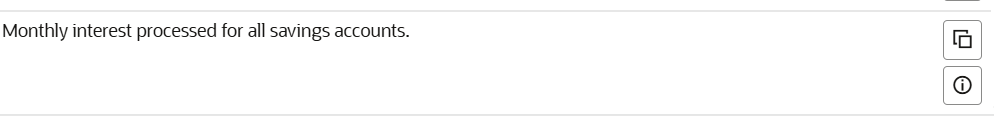 Monthly interest processed for all savings accounts.